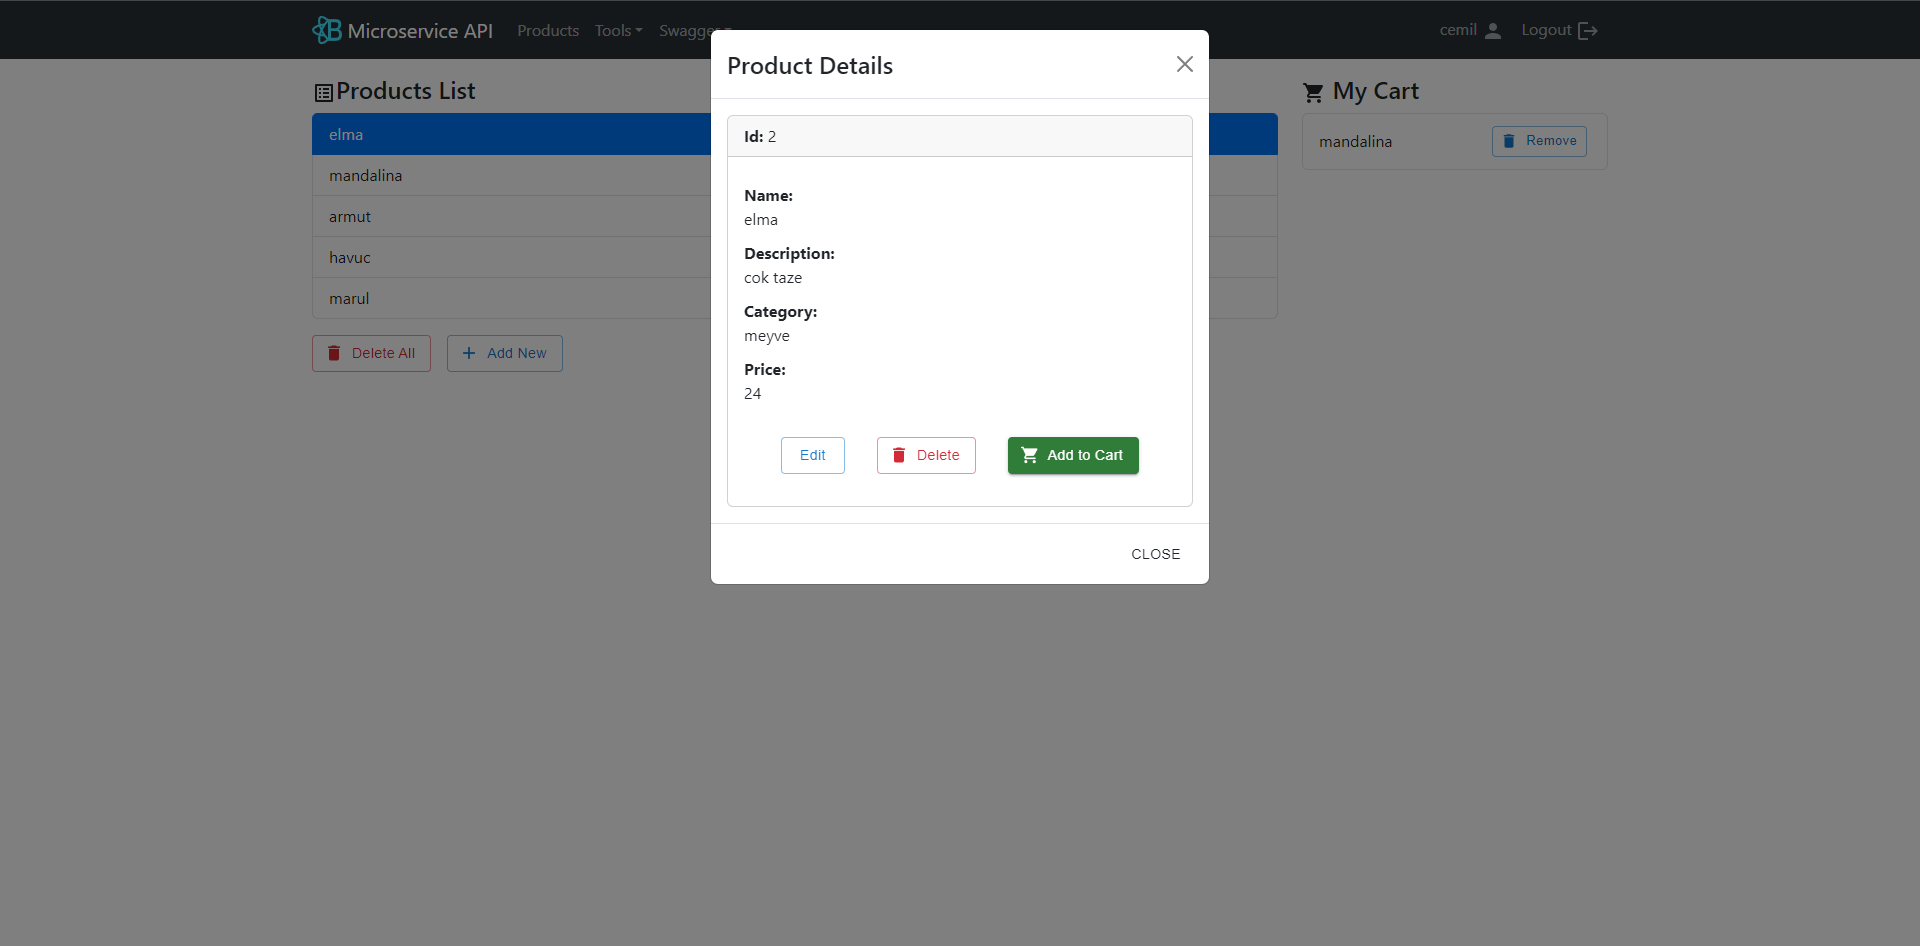 Microservice API
Products
Tools
Swagge
cemil
Logout
Products List
elma
mandalina
armut
havuc
marul
Delete All
Add New
Product Details
Id: 2
Name:
elma
Description:
cok taze
Category:
meyve
Price:
24
Edit
Delete
Add to Cart
CLOSE
My Cart
mandalina
Remove